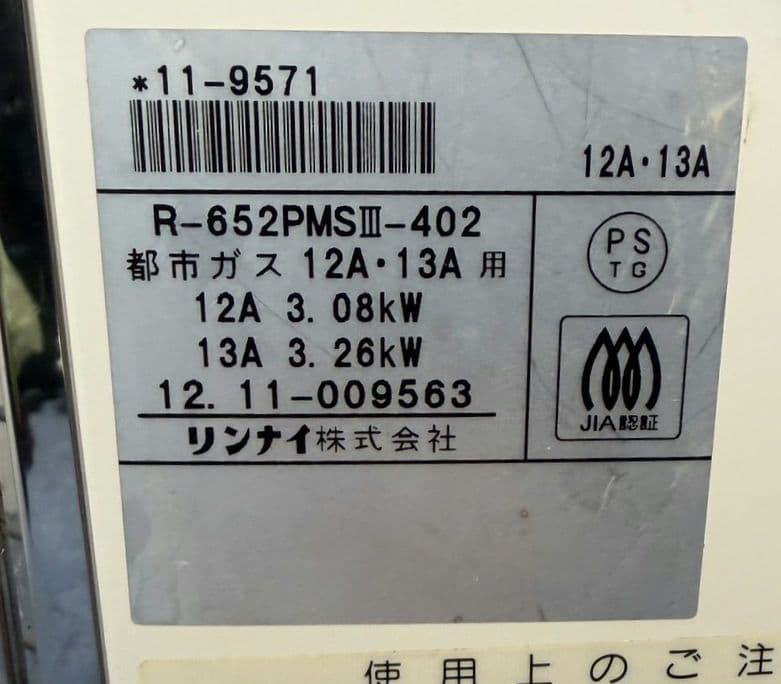 *11-9571
12A・13A
R-652PMSⅢ-402
都市ガス 12A・13A 用
12A 3.08kW
13A 3.26kW
12.11-009563
リンナイ株式会社
PS
TG
JIA認証
使用上のご注